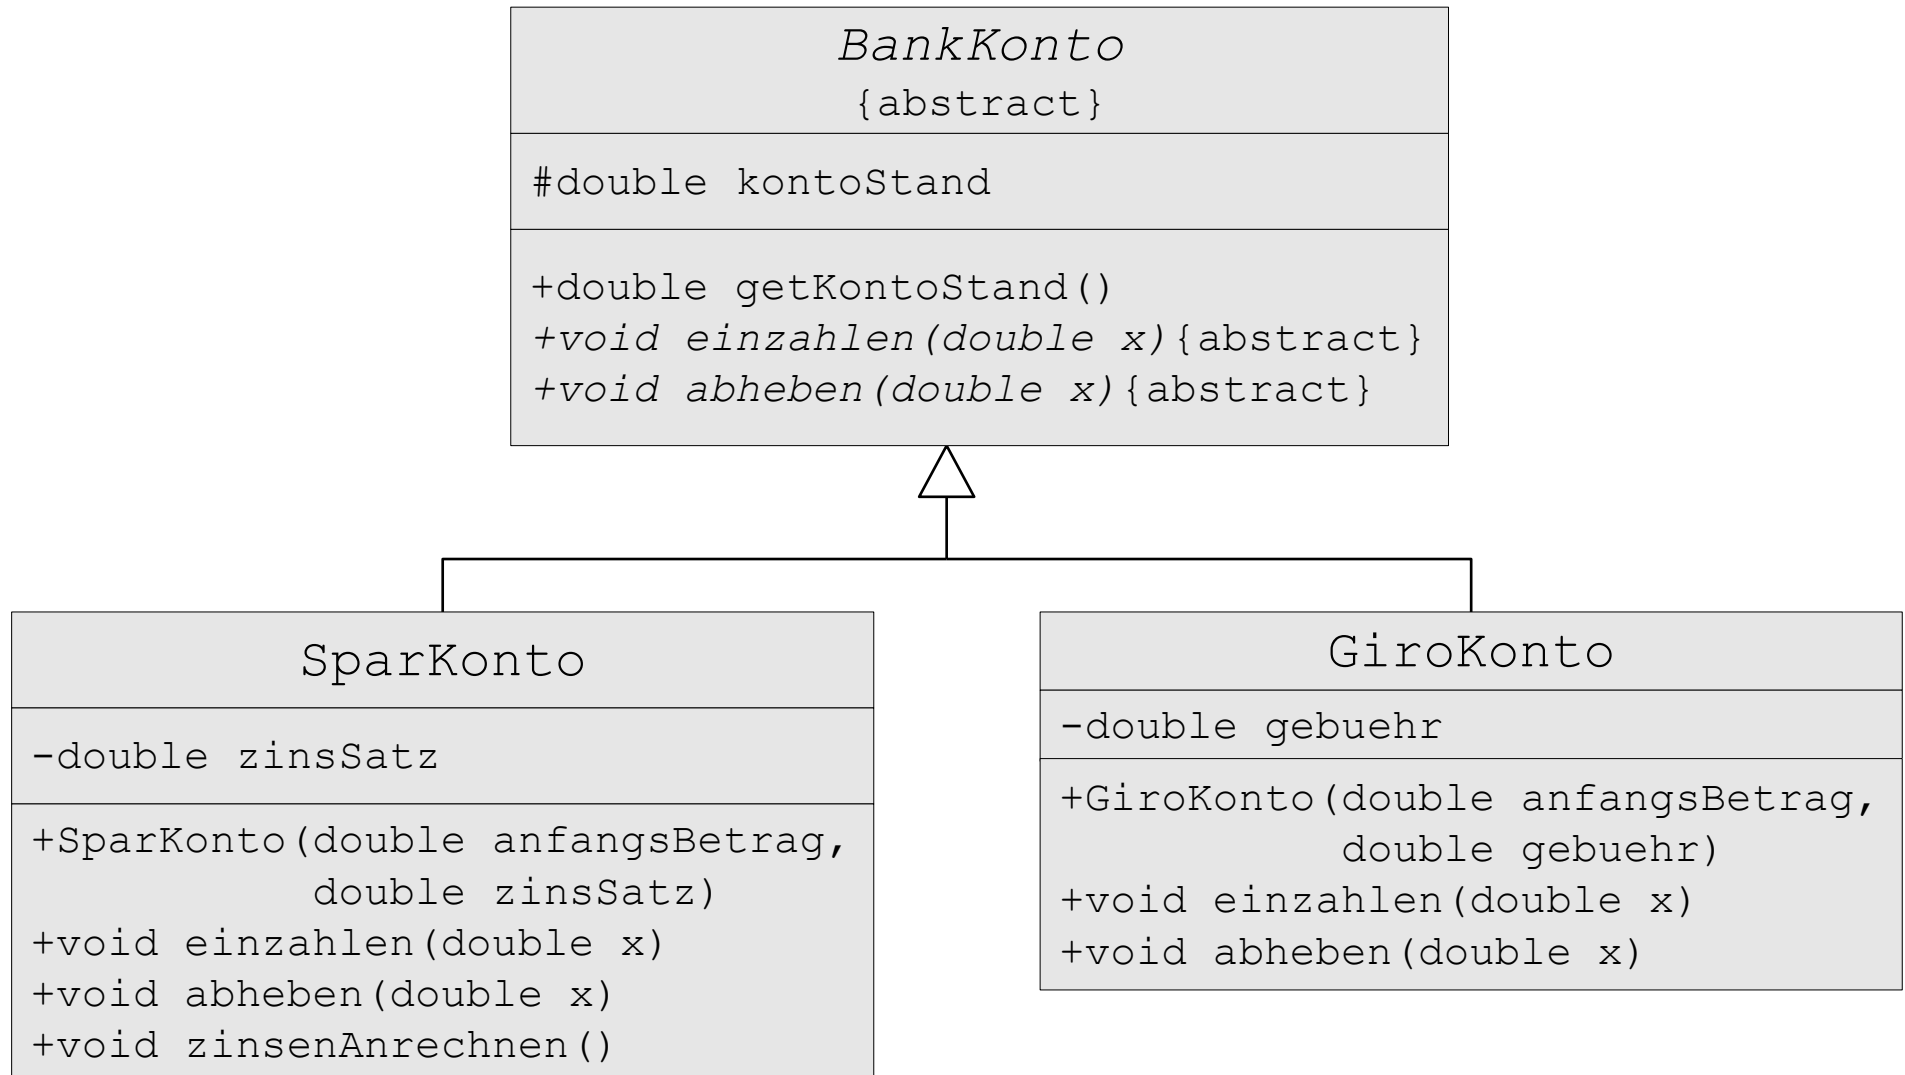 BankKonto
{abstract}
#double kontoStand
+double getKontoStand()
+void einzahlen(double x){abstract}
+void abheben(double x){abstract}
SparKonto
-double zinsSatz
+SparKonto(double anfangsBetrag,
double zinsSatz)
+void einzahlen(double x)
+void abheben(double x)
+void zinsenAnrechnen()
GiroKonto
-double gebuehr
+GiroKonto(double anfangsBetrag,
double gebuehr)
+void einzahlen(double x)
+void abheben(double x)